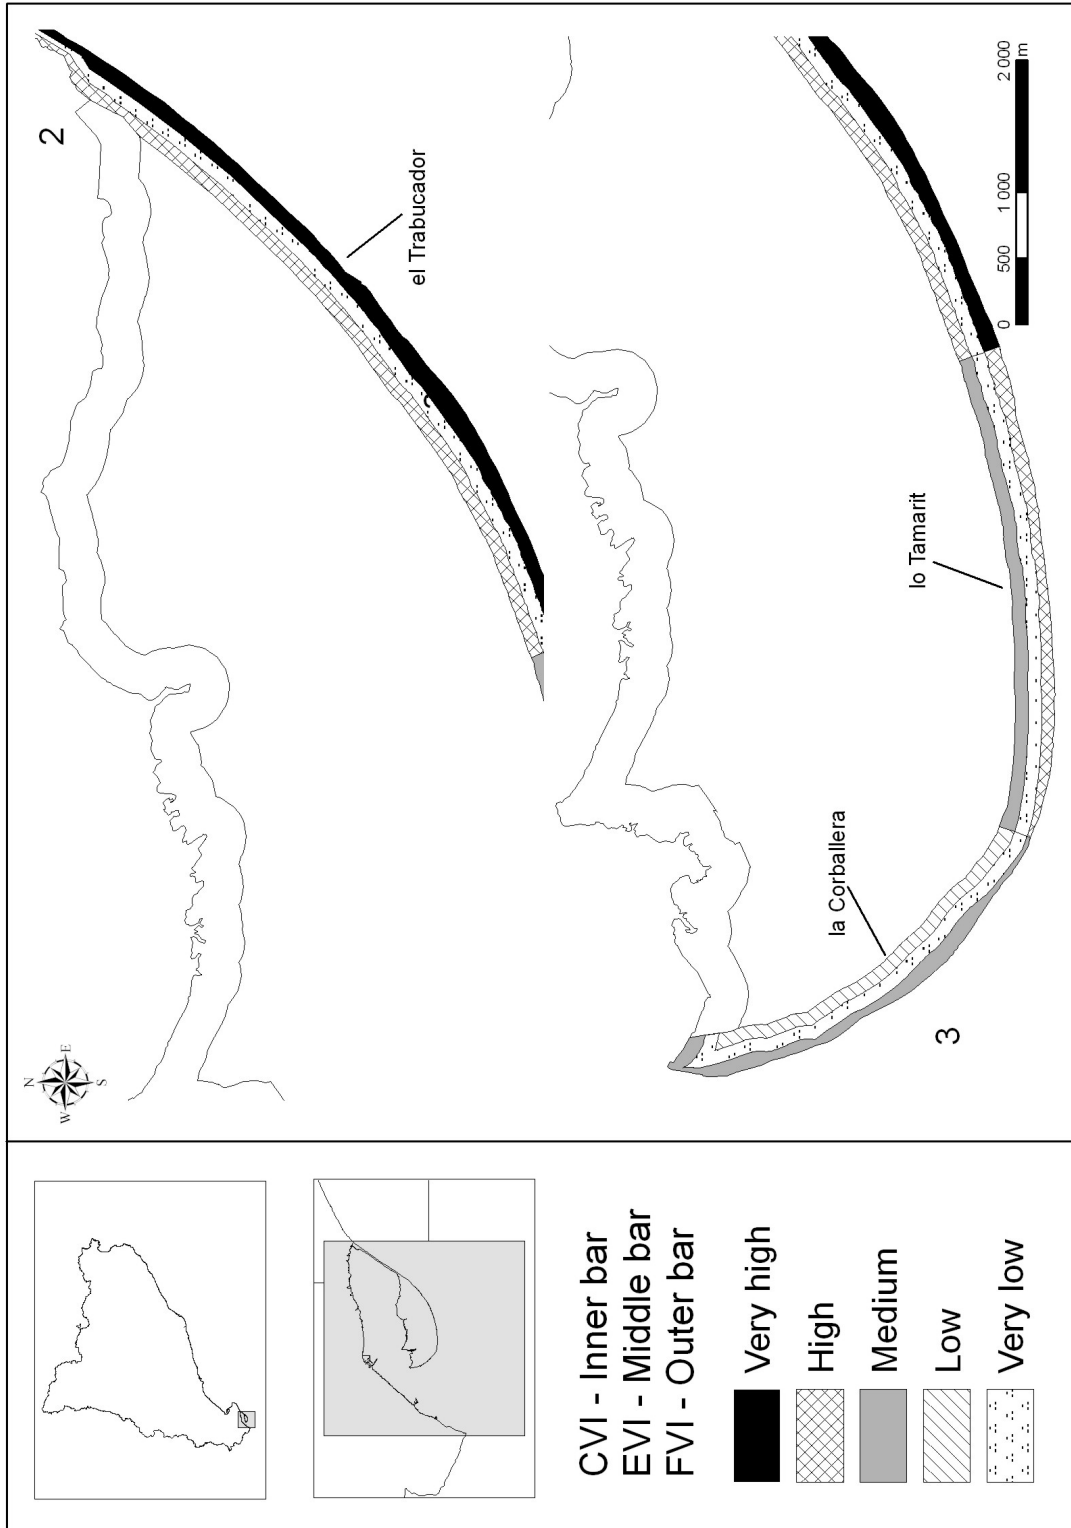 N
W
E
S
2
el Trabucador
lo Tamarit
la Corballera
3
0 500 1 000 2 000
m
CVI - Inner bar
EVI - Middle bar
FVI - Outer bar
Very high
High
Medium
Low
Very low